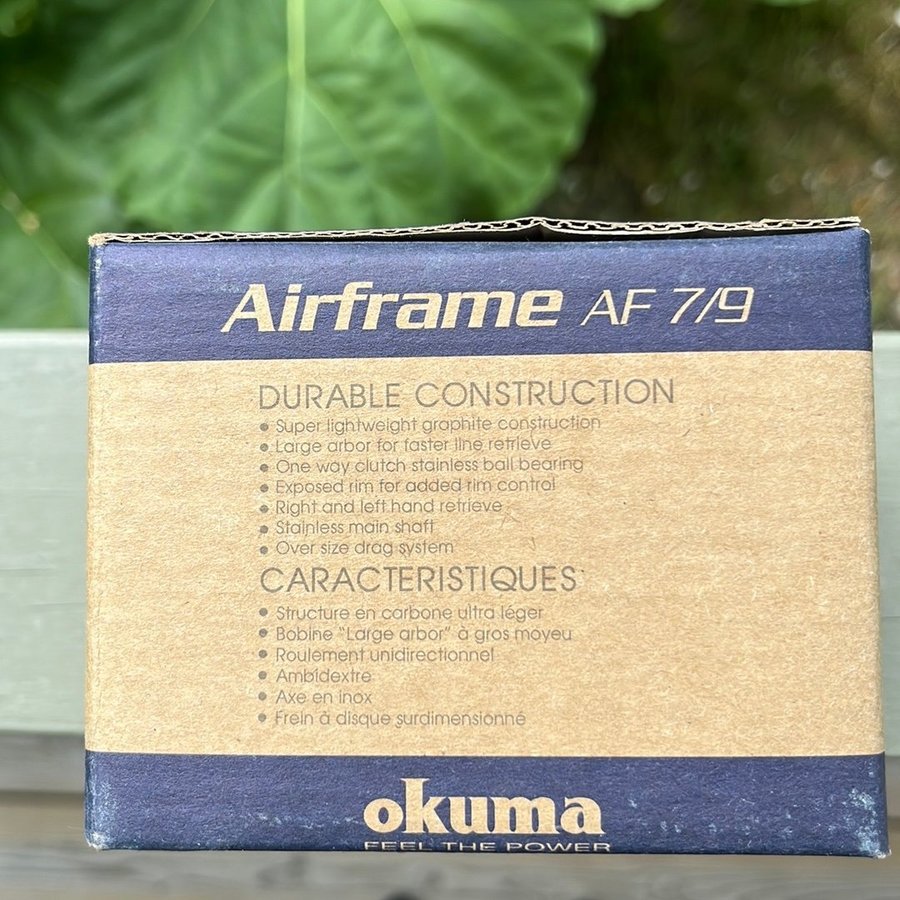 Airframe AF 7/9
DURABLE CONSTRUCTION
• Super lightweight graphite construction
• Large arbor for faster line retrieve
• One way clutch stainless ball bearing
• Exposed rim for added rim control
• Right and left hand retrieve
• Stainless main shaft
• Over size drag system
CARACTERISTIQUES
• Structure en carbone ultra léger
• Bobine "Large arbor" à gros moyeu
• Roulement unidirectionnel
• Ambidextre
• Axe en inox
• Frein à disque surdimensionné
okuma
FEEL THE POWER